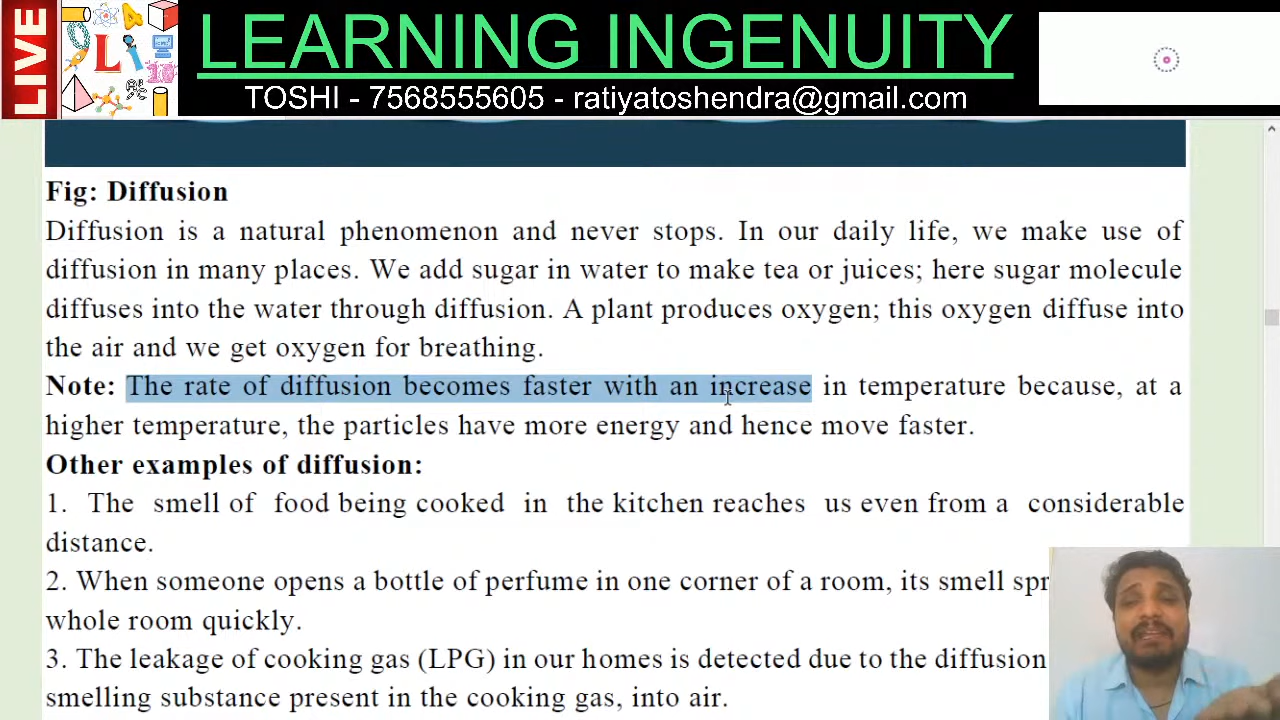 LIVE
L
LEARNING INGENUITY
TOSHI - 7568555605 - ratiyatoshendra@gmail.com
Fig: Diffusion
Diffusion is a natural phenomenon and never stops. In our daily life, we make use of
diffusion in many places. We add sugar in water to make tea or juices; here sugar molecule
diffuses into the water through diffusion. A plant produces oxygen; this oxygen diffuse into
the air and we get oxygen for breathing.
Note: The rate of diffusion becomes faster with an increase in temperature because, at a
higher temperature, the particles have more energy and hence move faster.
Other examples of diffusion:
1. The smell of food being cooked in the kitchen reaches us even from a considerable
distance.
2. When someone opens a bottle of perfume in one corner of a room, its smell spr
whole room quickly.
3. The leakage of cooking gas (LPG) in our homes is detected due to the diffusion
smelling substance present in the cooking gas, into air.